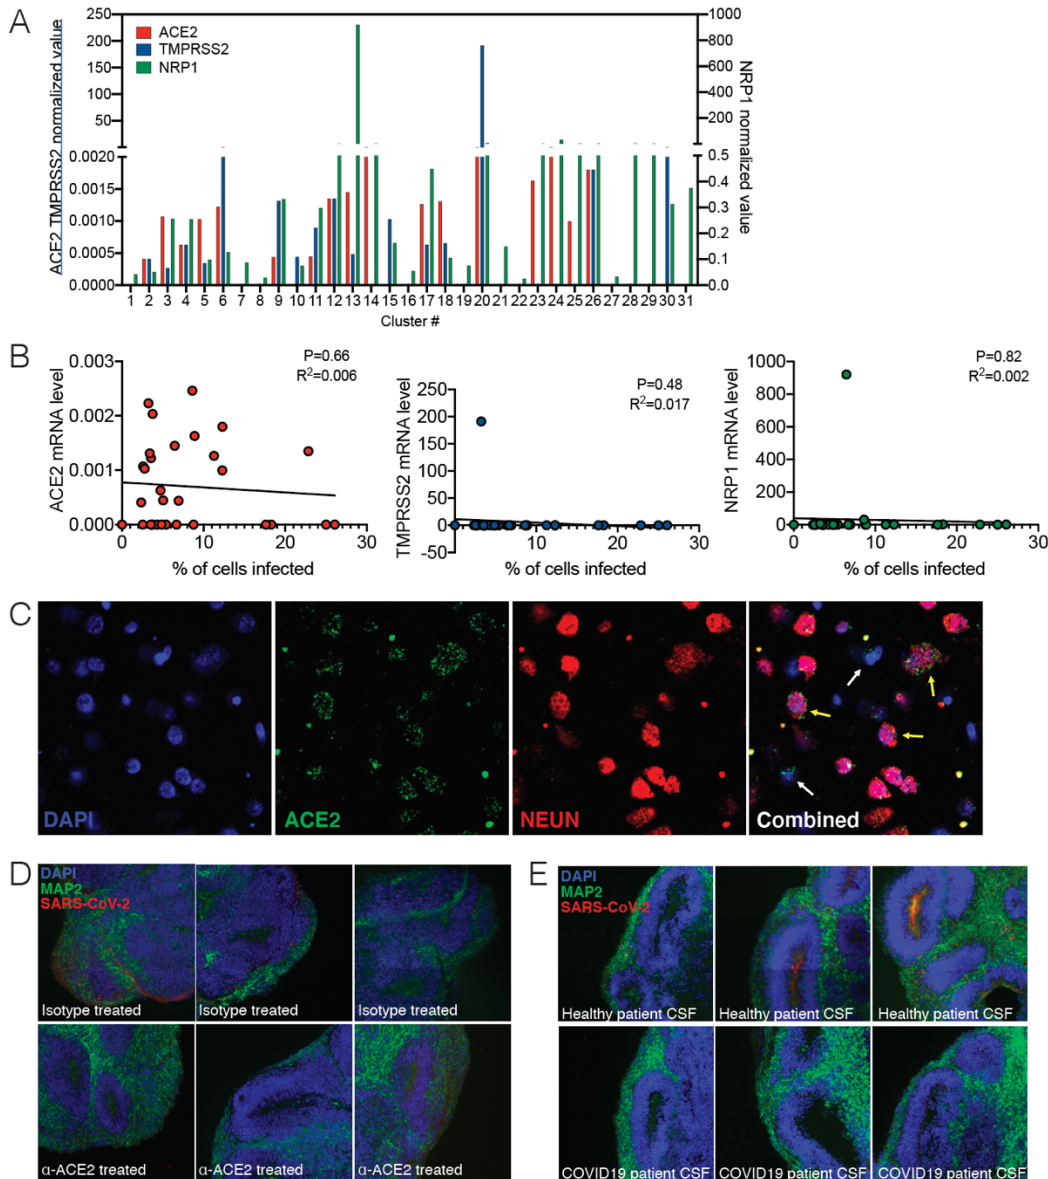 A
ACE2 TMPRSS2 normalized value
250
200
150
100
50
0.0020
0.0015
0.0010
0.0005
0.0000
ACE2
TMPRSS2
NRP1
1000
800
600
400
200
0.5
0.4
0.3
0.2
0.1
0.0
NRP1 normalized value
1 2 3 4 5 6 7 8 9 10 11 12 13 14 15 16 17 18 19 20 21 22 23 24 25 26 27 28 29 30 31
Cluster #
B
ACE2 mRNA level
0.003
0.002
0.001
0.000
P=0.66
R²=0.006
0 10 20 30
% of cells infected
TMPRSS2 mRNA level
250
200
150
100
50
0
-50
P=0.48
R²=0.017
10 20 30
% of cells infected
NRP1 mRNA level
1000
800
600
400
200
0
P=0.82
R²=0.002
0 10 20 30
% of cells infected
C
DAPI
ACE2
NEUN
Combined
D
DAPI
MAP2
SARS-CoV-2
Isotype treated
Isotype treated
Isotype treated
α-ACE2 treated
α-ACE2 treated
α-ACE2 treated
E
DAPI
MAP2
SARS-CoV-2
Healthy patient CSF
Healthy patient CSF
Healthy patient CSF
COVID19 patient CSF
COVID19 patient CSF
COVID19 patient CSF